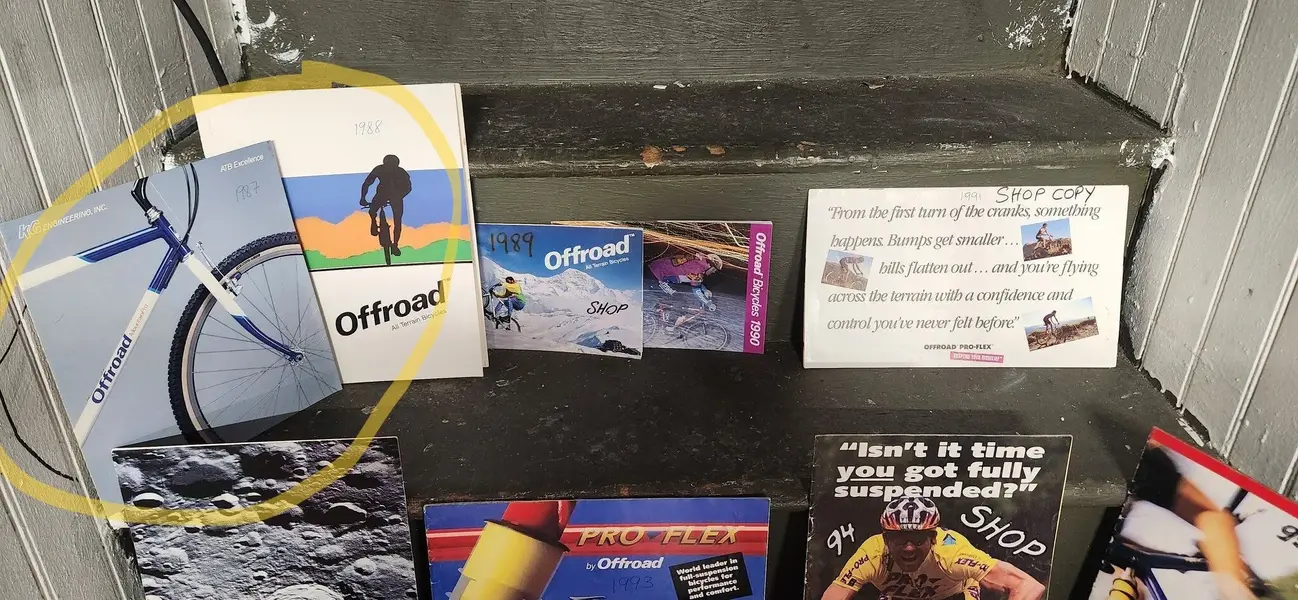 KG ENGINEERING, INC.
ATB Excellence
1987
Offroad
1988
Offroad
All Terrain Bicycles
1989
Offroad™
All Terrain Bicycles
SHOP
Offroad Bicycles 1990
1991 SHOP COPY
“From the first turn of the cranks, something
happens. Bumps get smaller...
hills flatten out... and you're flying
across the terrain with a confidence and
control you've never felt before."
OFFROAD PRO-FLEX
PRO FLEX
by Offroad
1993
World leader in
full-suspension
bicycles for
performance
and comfort.
“Isn't it time
you got fully
suspended?"
94
SHOP
PRO-FLEX